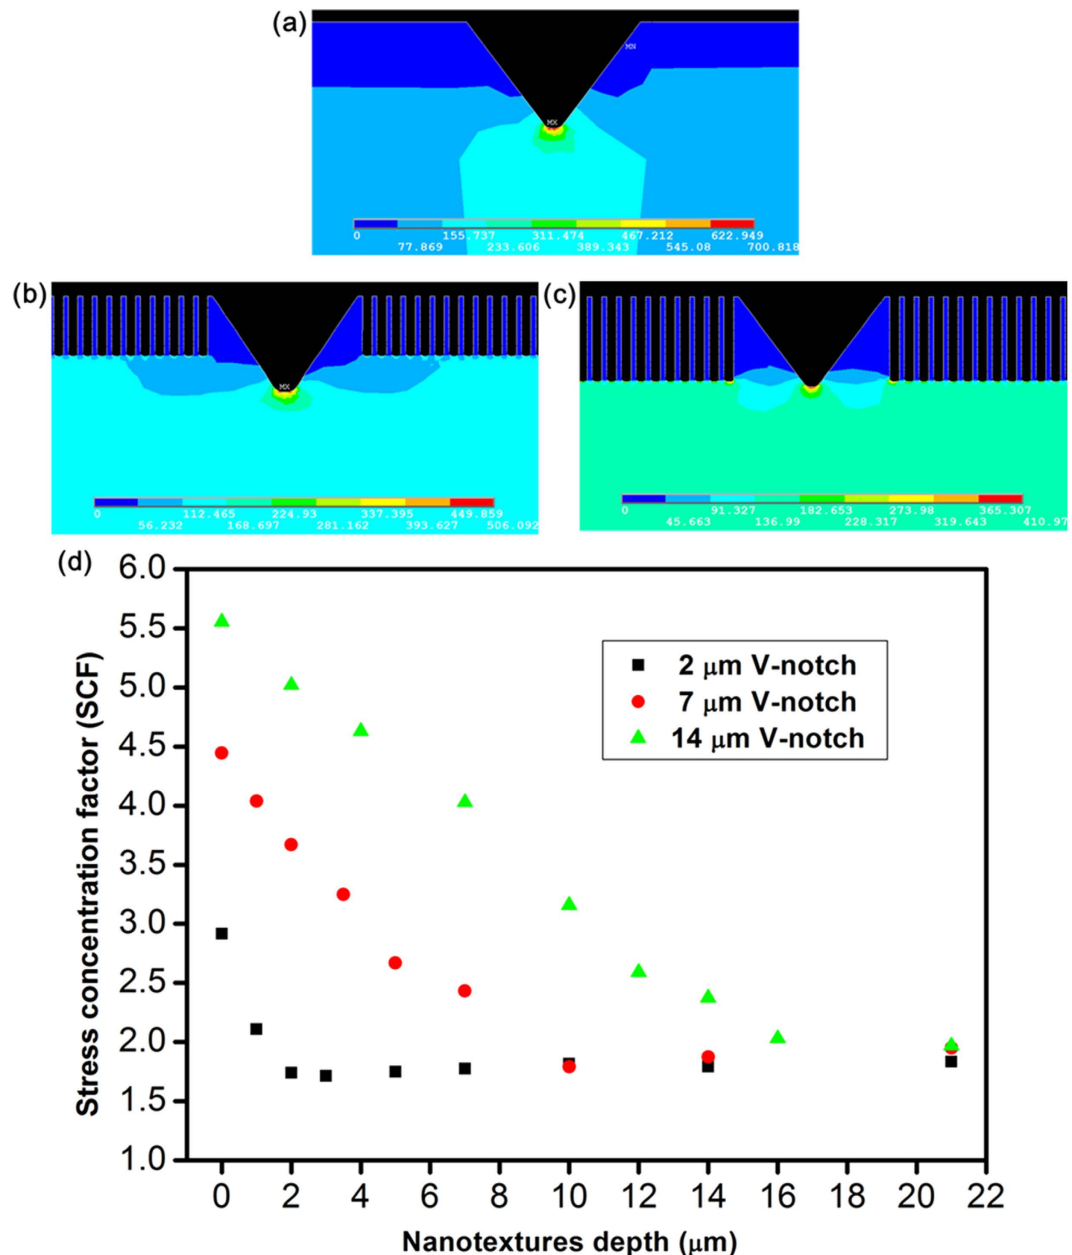 (a)
MN
MX
0 155.737 311.474 467.212 622.949
77.869 233.606 389.343 545.08 700.818
(b)
MX
0 112.465 224.93 337.395 449.859
56.232 168.697 281.162 393.627 506.092
(c)
0 91.327 182.653 273.98 365.307
45.663 136.99 228.317 319.643 410.97
(d)
6.0
5.5
5.0
4.5
4.0
3.5
3.0
2.5
2.0
1.5
1.0
Stress concentration factor (SCF)
2 μm V-notch
7 μm V-notch
14 μm V-notch
0 2 4 6 8 10 12 14 16 18 20 22
Nanotextures depth (μm)